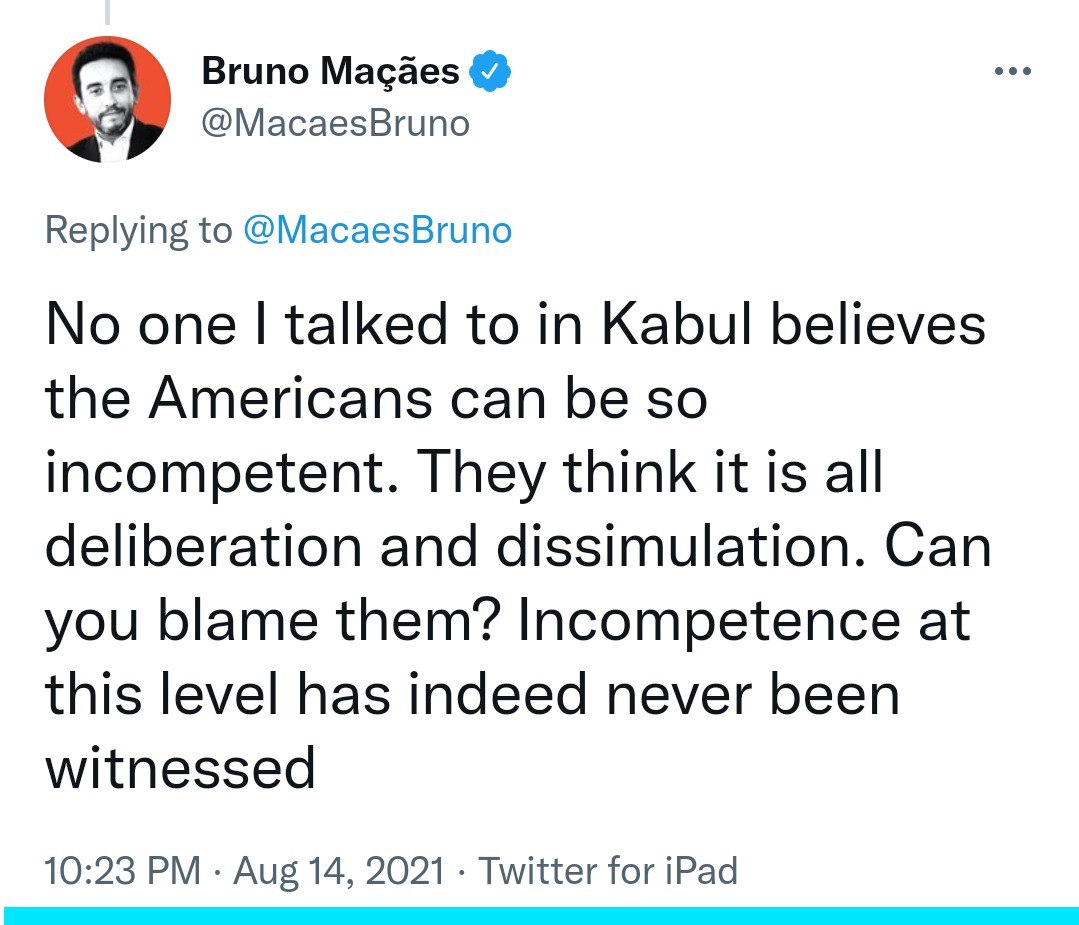 Bruno Maçães
@MacaesBruno
Replying to @MacaesBruno
No one I talked to in Kabul believes
the Americans can be so
incompetent. They think it is all
deliberation and dissimulation. Can
you blame them? Incompetence at
this level has indeed never been
witnessed
10:23 PM · Aug 14, 2021 · Twitter for iPad